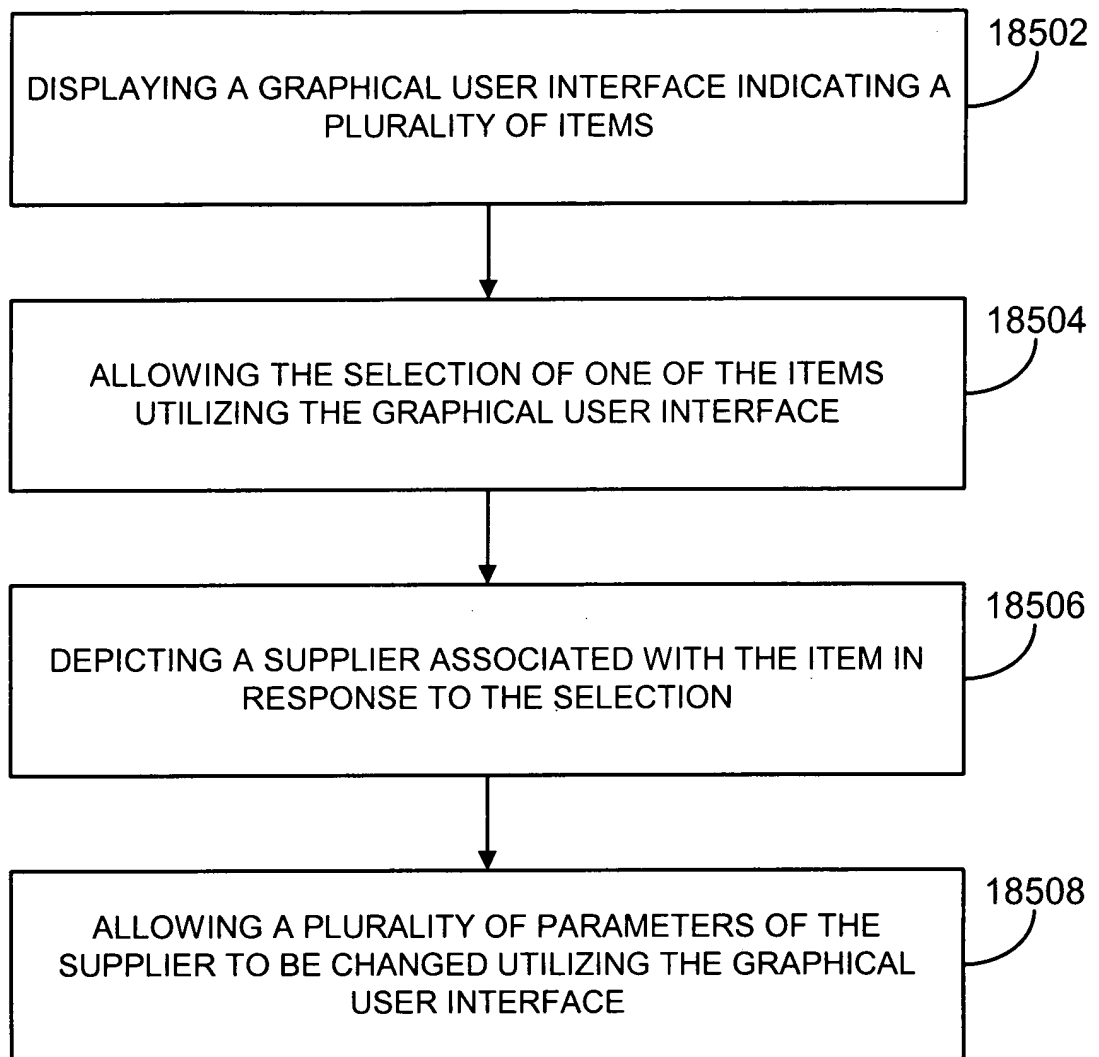 18502
DISPLAYING A GRAPHICAL USER INTERFACE INDICATING A
PLURALITY OF ITEMS
18504
ALLOWING THE SELECTION OF ONE OF THE ITEMS
UTILIZING THE GRAPHICAL USER INTERFACE
18506
DEPICTING A SUPPLIER ASSOCIATED WITH THE ITEM IN
RESPONSE TO THE SELECTION
18508
ALLOWING A PLURALITY OF PARAMETERS OF THE
SUPPLIER TO BE CHANGED UTILIZING THE GRAPHICAL
USER INTERFACE